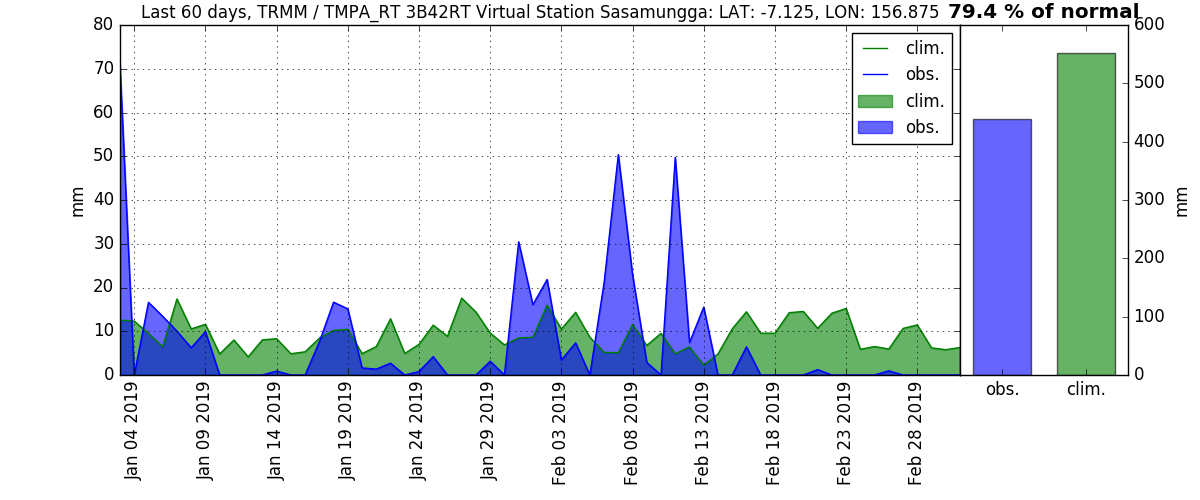 Last 60 days, TRMM / TMPA_RT 3B42RT Virtual Station Sasamungga: LAT: -7.125, LON: 156.875 79.4 % of normal
80
70
60
50
40
30
20
10
0
mm
clim.
obs.
clim.
obs.
Jan 04 2019
Jan 09 2019
Jan 14 2019
Jan 19 2019
Jan 24 2019
Jan 29 2019
Feb 03 2019
Feb 08 2019
Feb 13 2019
Feb 18 2019
Feb 23 2019
Feb 28 2019
600
500
400
300
200
100
0
mm
obs.
clim.